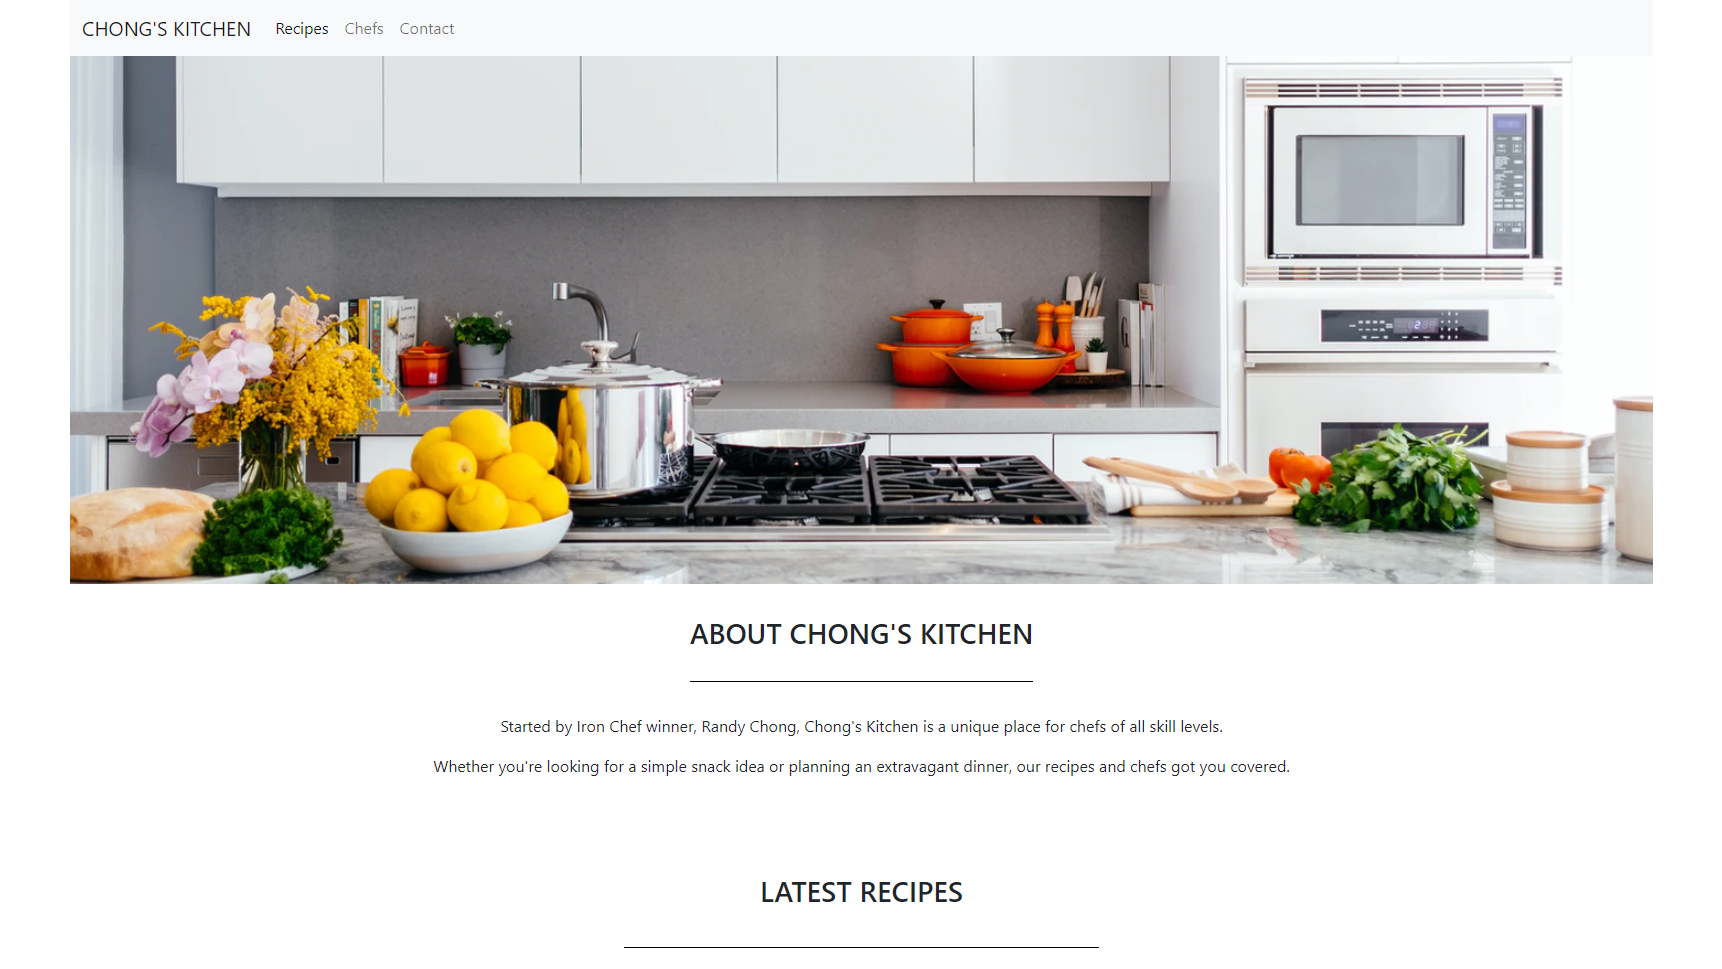 CHONG'S KITCHEN Recipes Chefs Contact
ABOUT CHONG'S KITCHEN
Started by Iron Chef winner, Randy Chong, Chong's Kitchen is a unique place for chefs of all skill levels.
Whether you're looking for a simple snack idea or planning an extravagant dinner, our recipes and chefs got you covered.
LATEST RECIPES